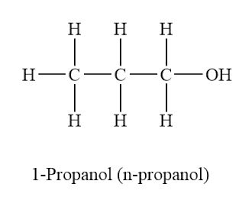 H H H
H C C C OH
H H H
1-Propanol (n-propanol)